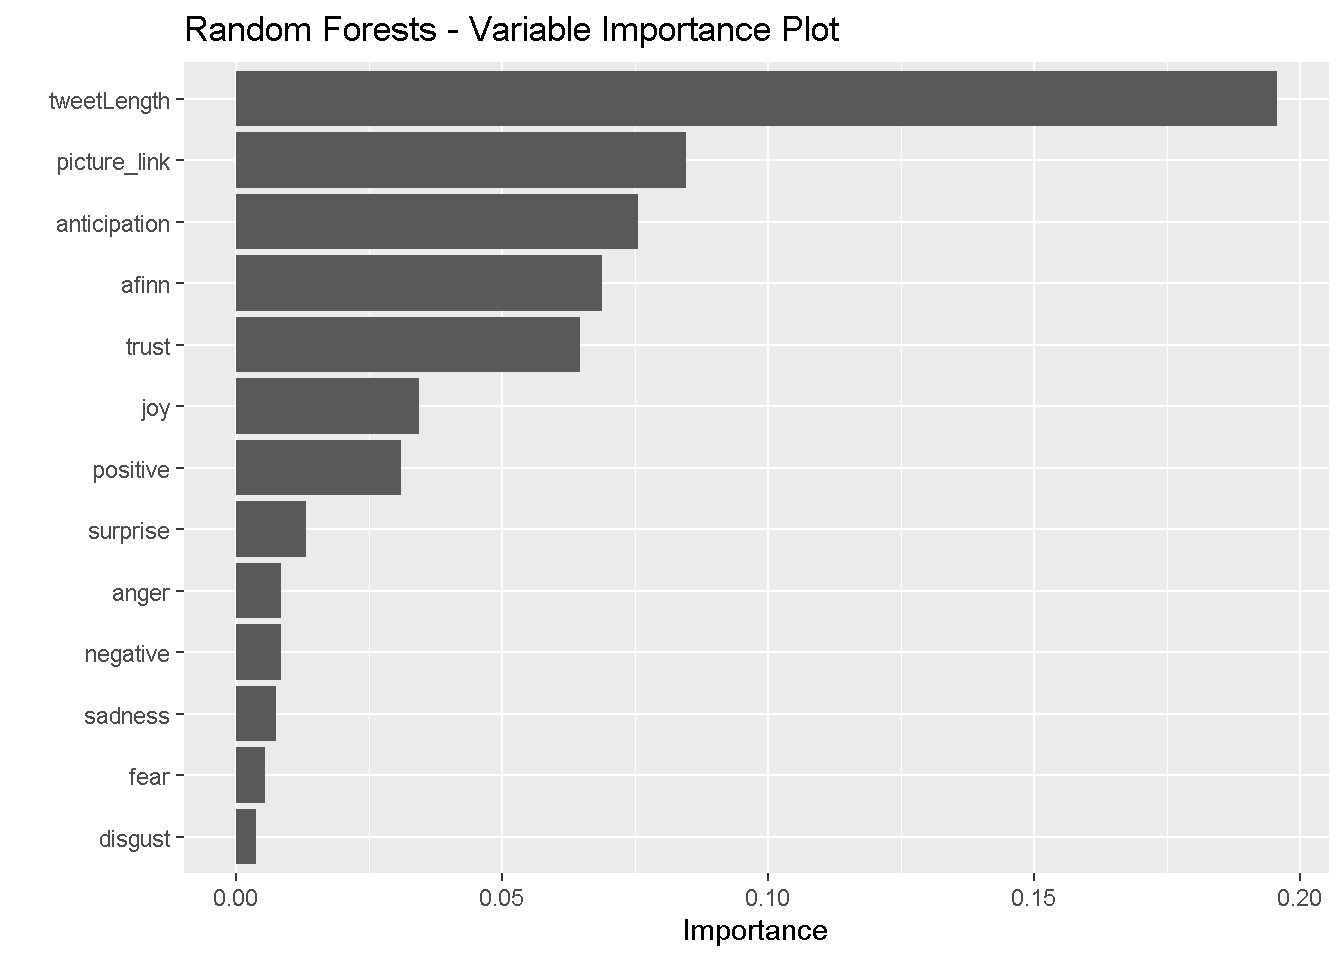 Random Forests - Variable Importance Plot
tweetLength
picture_link
anticipation
afinn
trust
joy
positive
surprise
anger
negative
sadness
fear
disgust
0.00 0.05 0.10 0.15 0.20
Importance